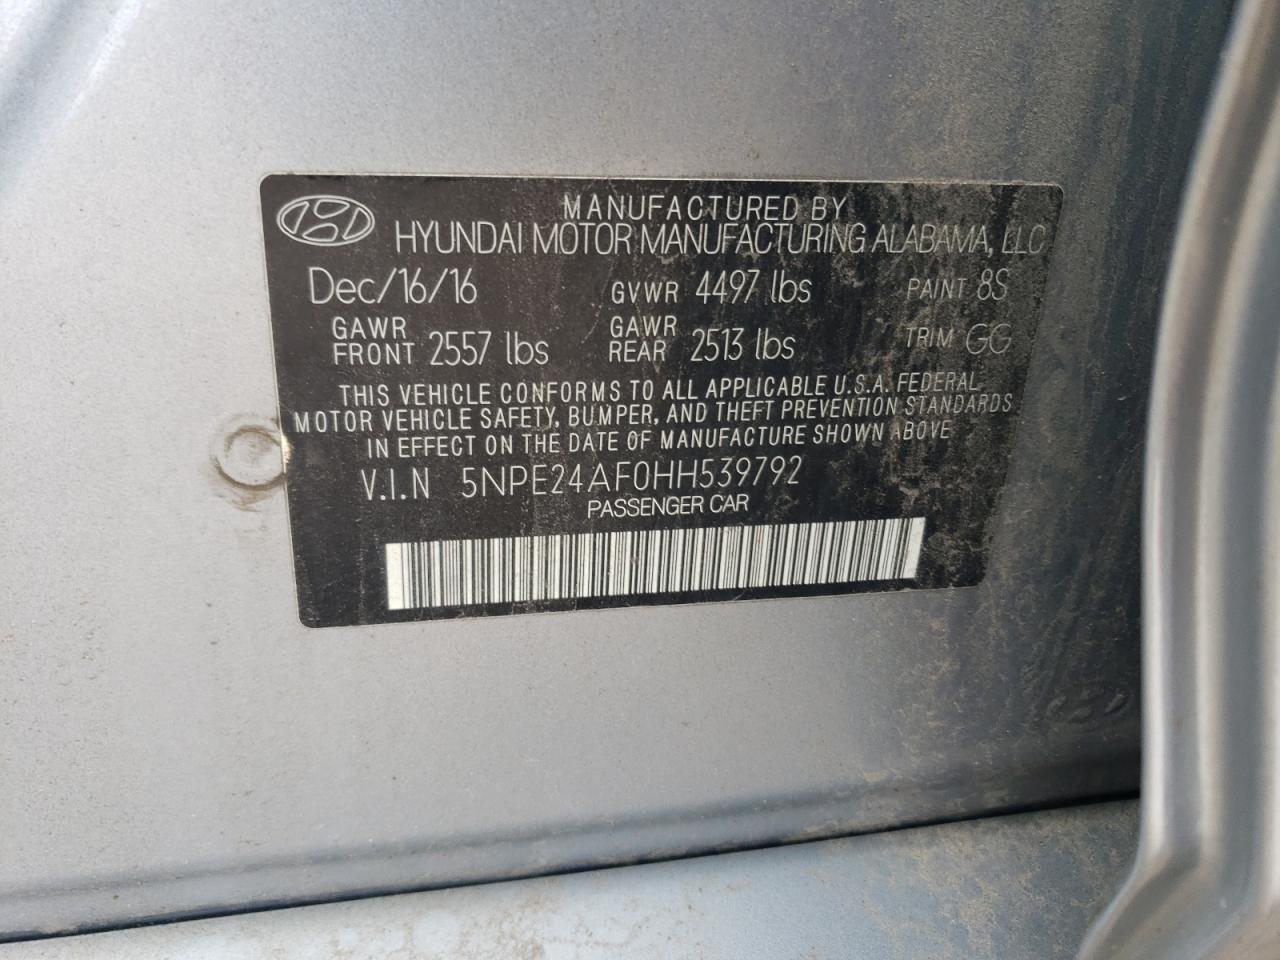 MANUFACTURED BY
HYUNDAI MOTOR MANUFACTURING ALABAMA, LLC
Dec/16/16 GVWR 4497 lbs PAINT 8S
GAWR FRONT 2557 lbs GAWR REAR 2513 lbs TRIM GG
THIS VEHICLE CONFORMS TO ALL APPLICABLE U.S.A. FEDERAL
MOTOR VEHICLE SAFETY, BUMPER, AND THEFT PREVENTION STANDARDS
IN EFFECT ON THE DATE OF MANUFACTURE SHOWN ABOVE
V.I.N 5NPE24AF0HH539792
PASSENGER CAR